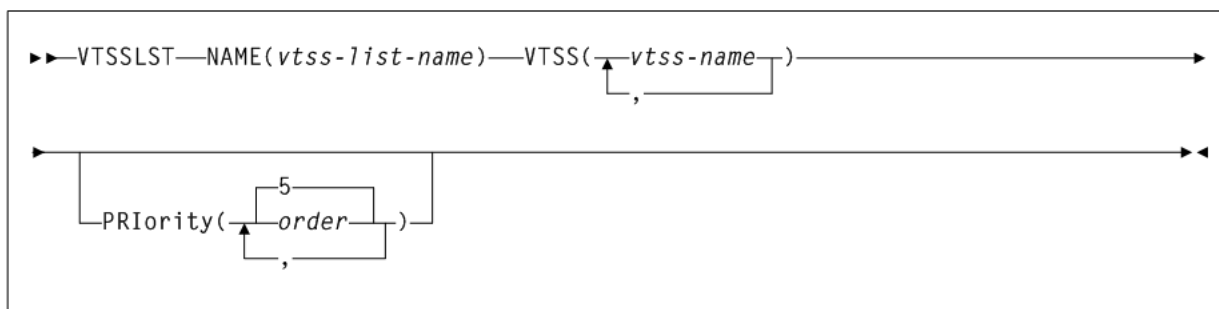 VTSSLST NAME(vtss-list-name) VTSS( vtss-name )
,
5
PRIority( order )
,